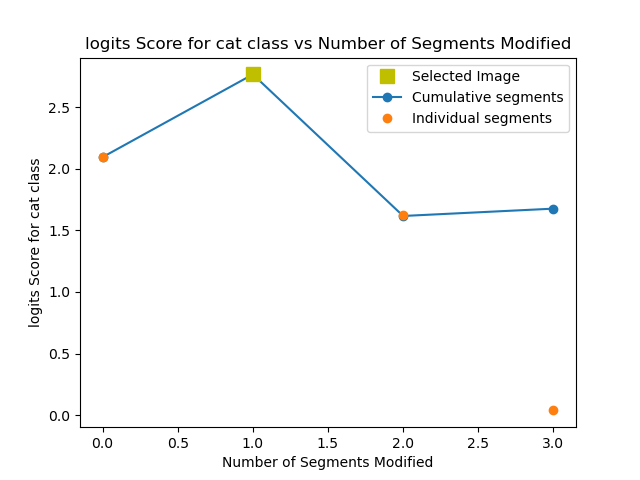 logits Score for cat class vs Number of Segments Modified
Selected Image
Cumulative segments
Individual segments
logits Score for cat class
2.5
2.0
1.5
1.0
0.5
0.0
0.0 0.5 1.0 1.5 2.0 2.5 3.0
Number of Segments Modified